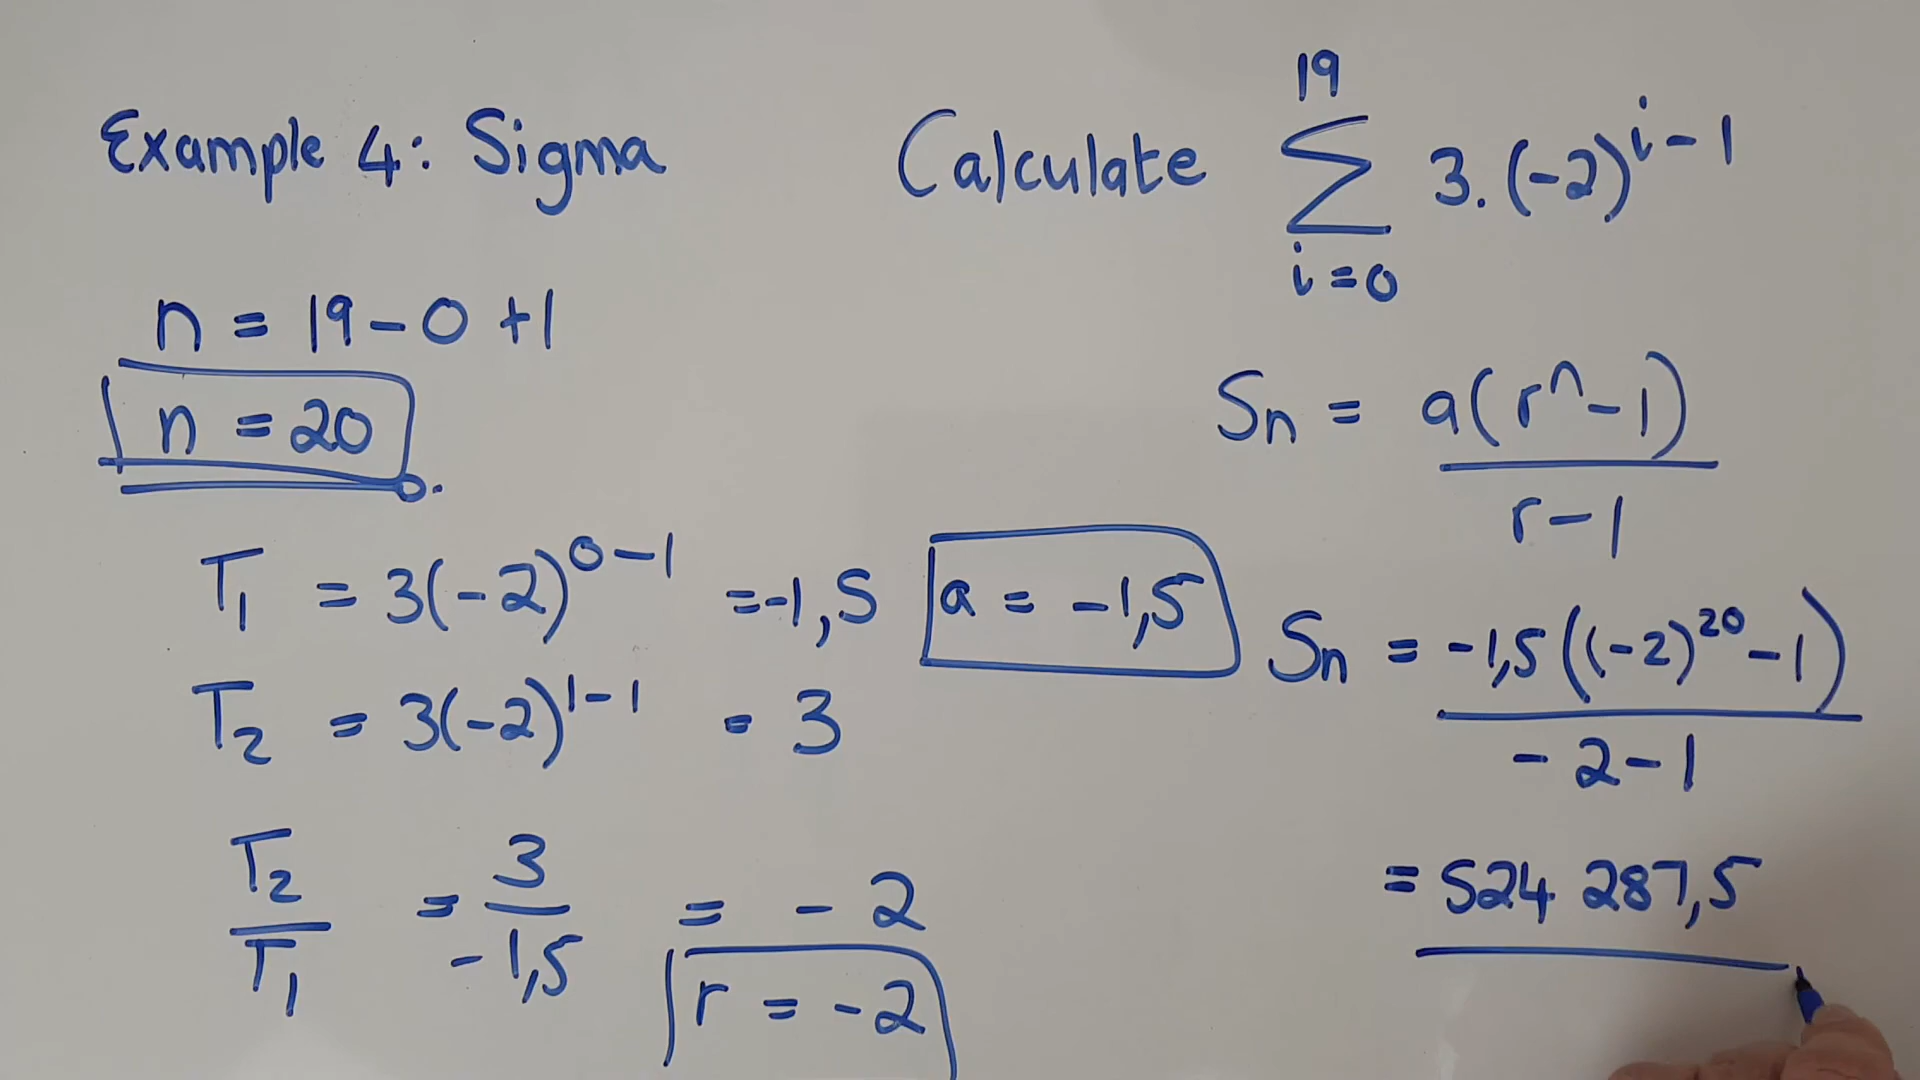 Example 4: Sigma
Calculate 19 Σ i=0 3.(-2)^i-1
n = 19-0+1
n = 20
T1 = 3(-2)^0-1 = -1,5
a = -1,5
T2 = 3(-2)^1-1 = 3
T2/T1 = 3/-1,5 = -2
r = -2
Sn = a(r^n-1)
r-1
Sn = -1,5((-2)^20-1)
-2-1
= 524 287,5